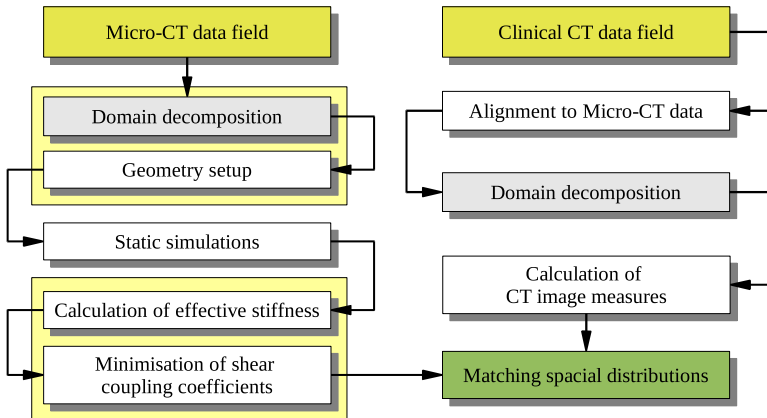 Micro-CT data field
Domain decomposition
Geometry setup
Static simulations
Calculation of effective stiffness
Minimisation of shear
coupling coefficients
Clinical CT data field
Alignment to Micro-CT data
Domain decomposition
Calculation of
CT image measures
Matching spacial distributions